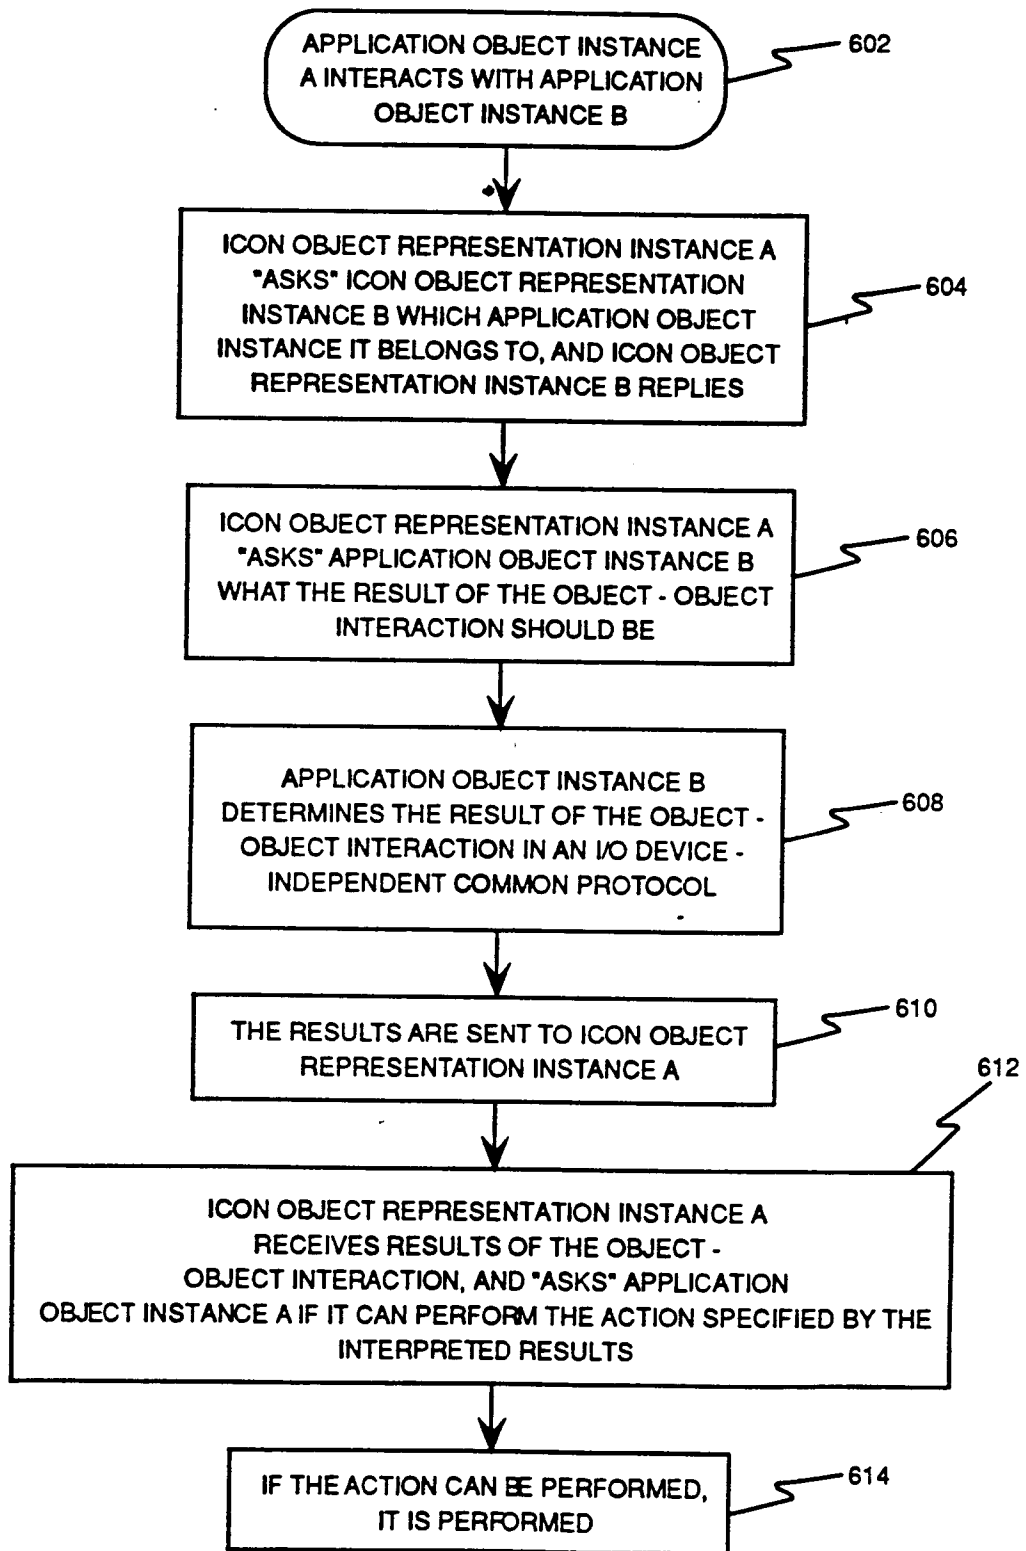 APPLICATION OBJECT INSTANCE
A INTERACTS WITH APPLICATION
OBJECT INSTANCE B
602
ICON OBJECT REPRESENTATION INSTANCE A
"ASKS" ICON OBJECT REPRESENTATION
INSTANCE B WHICH APPLICATION OBJECT
INSTANCE IT BELONGS TO, AND ICON OBJECT
REPRESENTATION INSTANCE B REPLIES
604
ICON OBJECT REPRESENTATION INSTANCE A
"ASKS" APPLICATION OBJECT INSTANCE B
WHAT THE RESULT OF THE OBJECT - OBJECT
INTERACTION SHOULD BE
606
APPLICATION OBJECT INSTANCE B
DETERMINES THE RESULT OF THE OBJECT -
OBJECT INTERACTION IN AN I/O DEVICE -
INDEPENDENT COMMON PROTOCOL
608
THE RESULTS ARE SENT TO ICON OBJECT
REPRESENTATION INSTANCE A
610
612
ICON OBJECT REPRESENTATION INSTANCE A
RECEIVES RESULTS OF THE OBJECT -
OBJECT INTERACTION, AND "ASKS" APPLICATION
OBJECT INSTANCE A IF IT CAN PERFORM THE ACTION SPECIFIED BY THE
INTERPRETED RESULTS
IF THE ACTION CAN BE PERFORMED,
IT IS PERFORMED
614